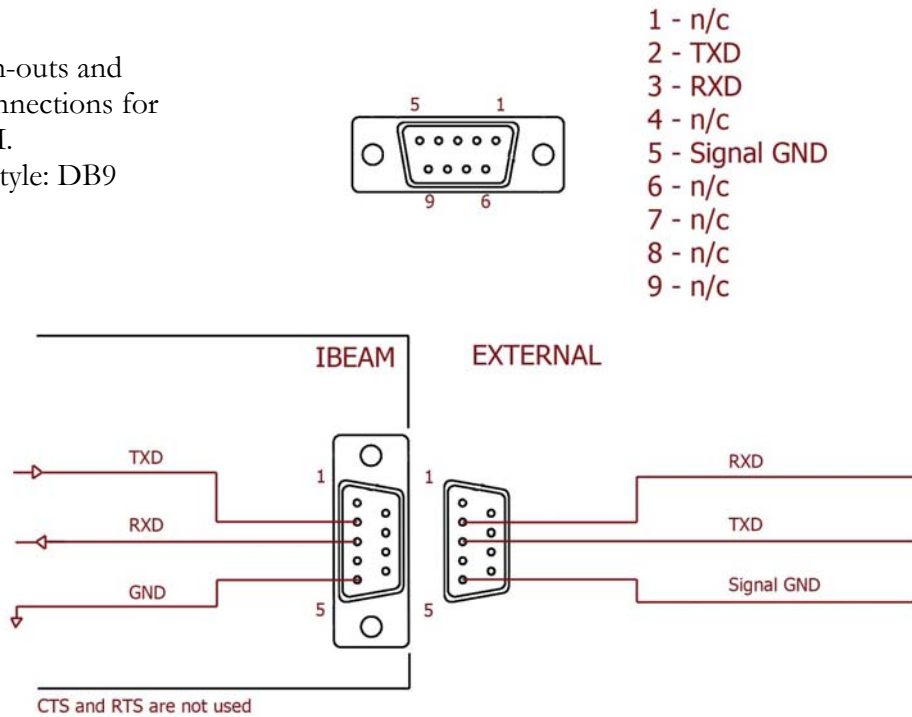 n-outs and
nnections for
tyle: DB9
5 1
9 6
1 - n/c
2 - TXD
3 - RXD
4 - n/c
5 - Signal GND
6 - n/c
7 - n/c
8 - n/c
9 - n/c
IBEAM EXTERNAL
TXD
RXD
GND
1
5
1
5
RXD
TXD
Signal GND
CTS and RTS are not used